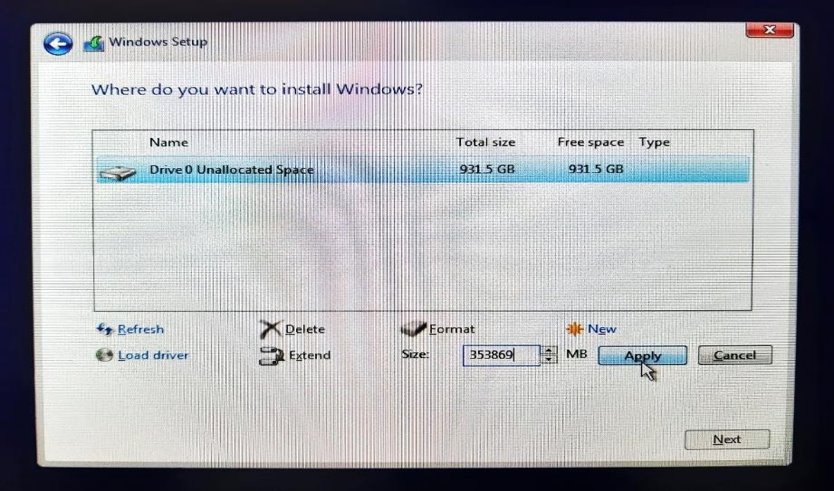 Windows Setup
Where do you want to install Windows?
Name Total size Free space Type
Drive 0 Unallocated Space 931.5 GB 931.5 GB
Refresh Delete Format New
Load driver Extend Size: 353869 MB Apply Cancel
Next